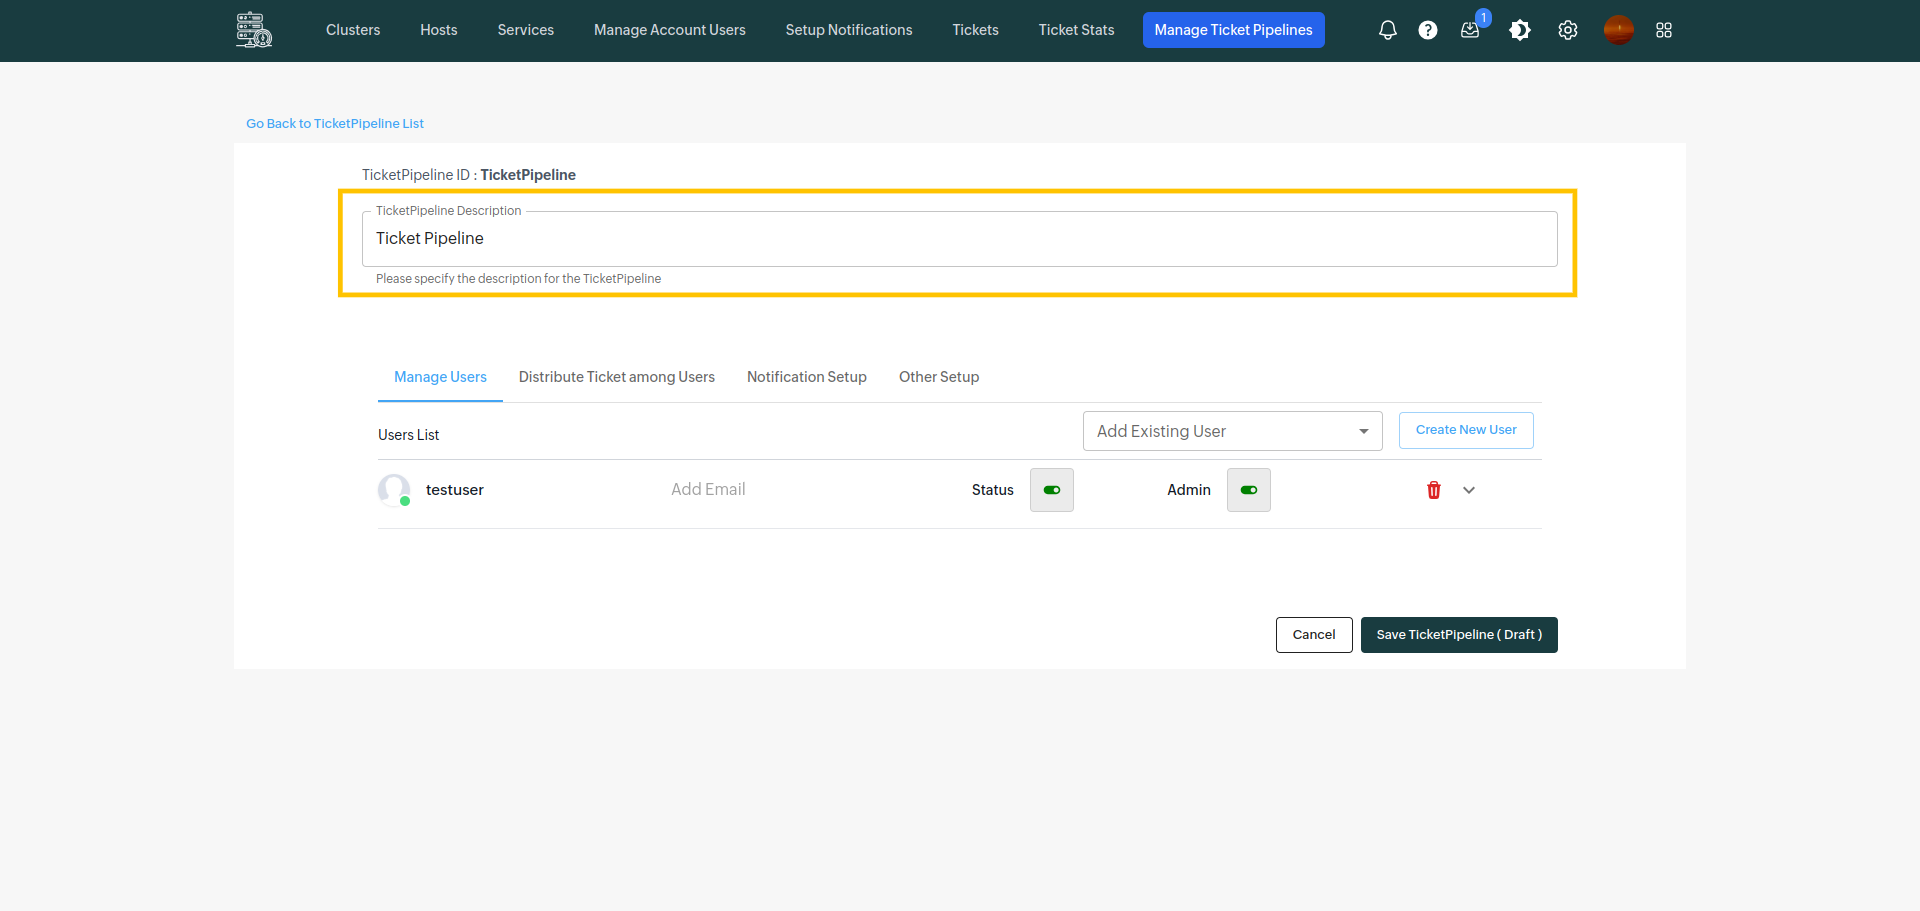 Clusters Hosts Services Manage Account Users Setup Notifications Tickets Ticket Stats Manage Ticket Pipelines 1
Go Back to TicketPipeline List
TicketPipeline ID : TicketPipeline
TicketPipeline Description
Ticket Pipeline
Please specify the description for the TicketPipeline
Manage Users Distribute Ticket among Users Notification Setup Other Setup
Users List Add Existing User Create New User
testuser Add Email Status Admin
Cancel Save TicketPipeline ( Draft )